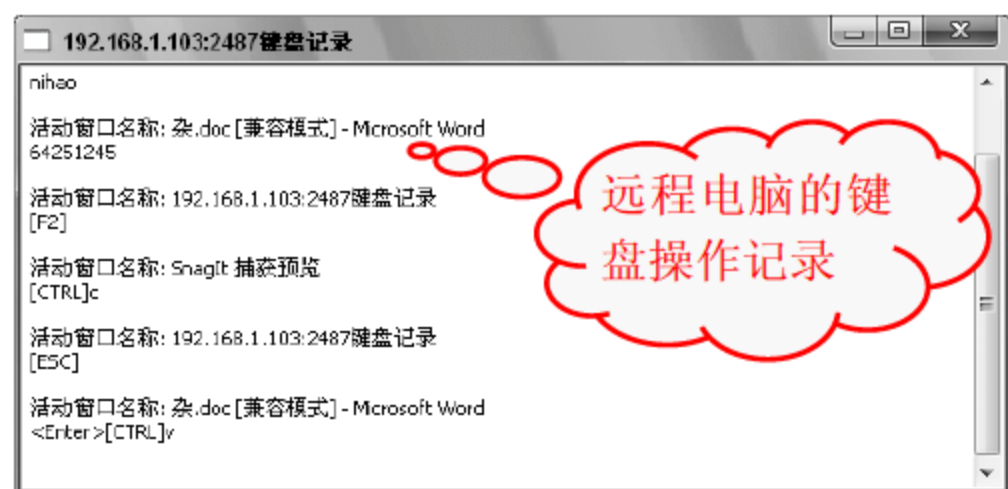 192.168.1.103:2487键盘记录
nihao
活动窗口名称: 杂.doc [兼容模式] - Microsoft Word
64251245
活动窗口名称: 192.168.1.103:2487键盘记录
[F2]
活动窗口名称: SnagIt 捕获预览
[CTRL]c
活动窗口名称: 192.168.1.103:2487键盘记录
[ESC]
活动窗口名称: 杂.doc [兼容模式] - Microsoft Word
<Enter>[CTRL]v
远程电脑的键
盘操作记录